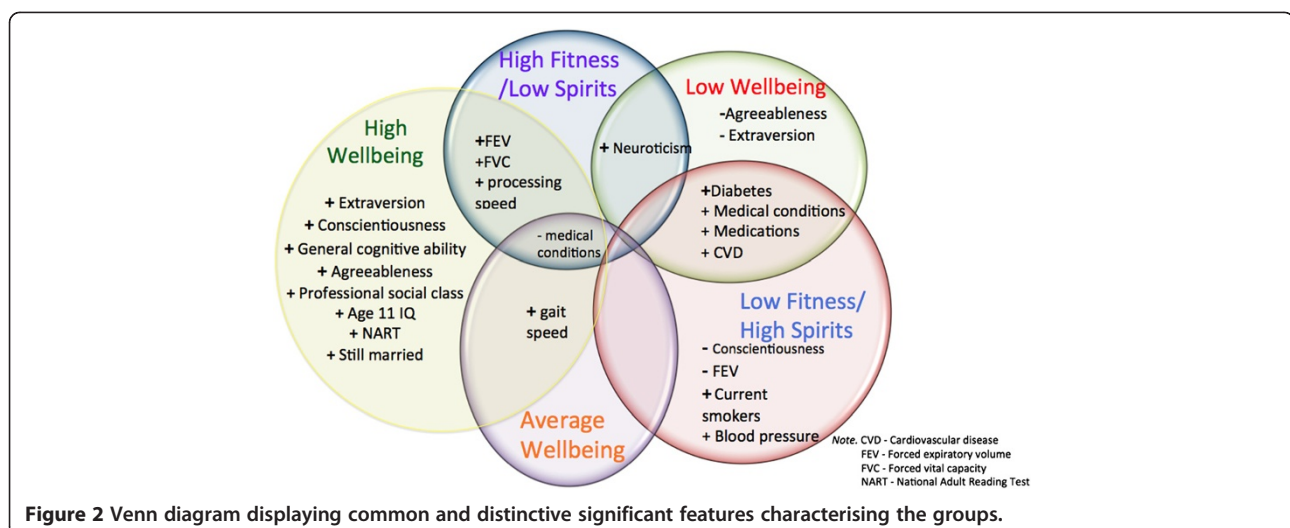 High Fitness
/Low Spirits
+FEV
+FVC
+ processing
speed
Low Wellbeing
-Agreeableness
- Extraversion
+ Neuroticism
High
Wellbeing
+ Extraversion
+ Conscientiousness
+ General cognitive ability
+ Agreeableness
+ Professional social class
+ Age 11 IQ
+ NART
+ Still married
+Diabetes
+ Medical conditions
+ Medications
+ CVD
- medical
conditions
+ gait
speed
Low Fitness/
High Spirits
- Conscientiousness
- FEV
+ Current
smokers
+ Blood pressure
Average
Wellbeing
Note. CVD - Cardiovascular disease
FEV - Forced expiratory volume
FVC - Forced vital capacity
NART - National Adult Reading Test
Figure 2 Venn diagram displaying common and distinctive significant features characterising the groups.